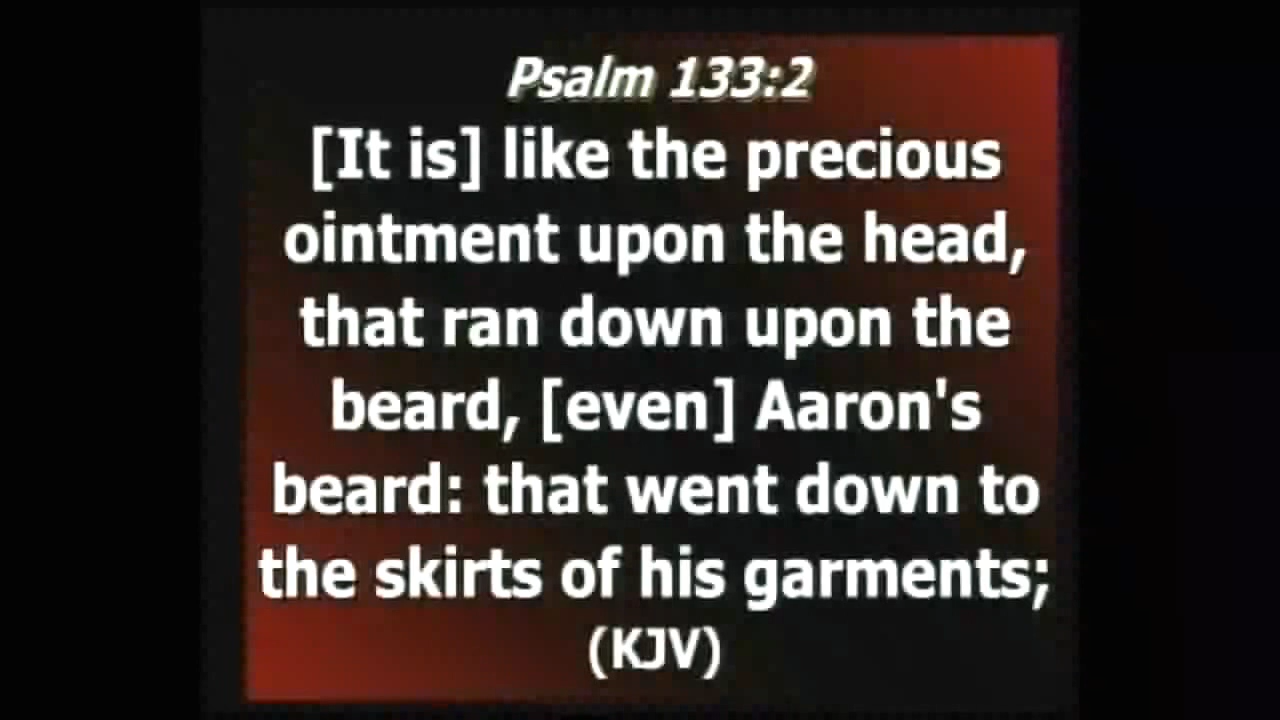 Psalm 133:2
[It is] like the precious
ointment upon the head,
that ran down upon the
beard, [even] Aaron's
beard: that went down to
the skirts of his garments;
(KJV)